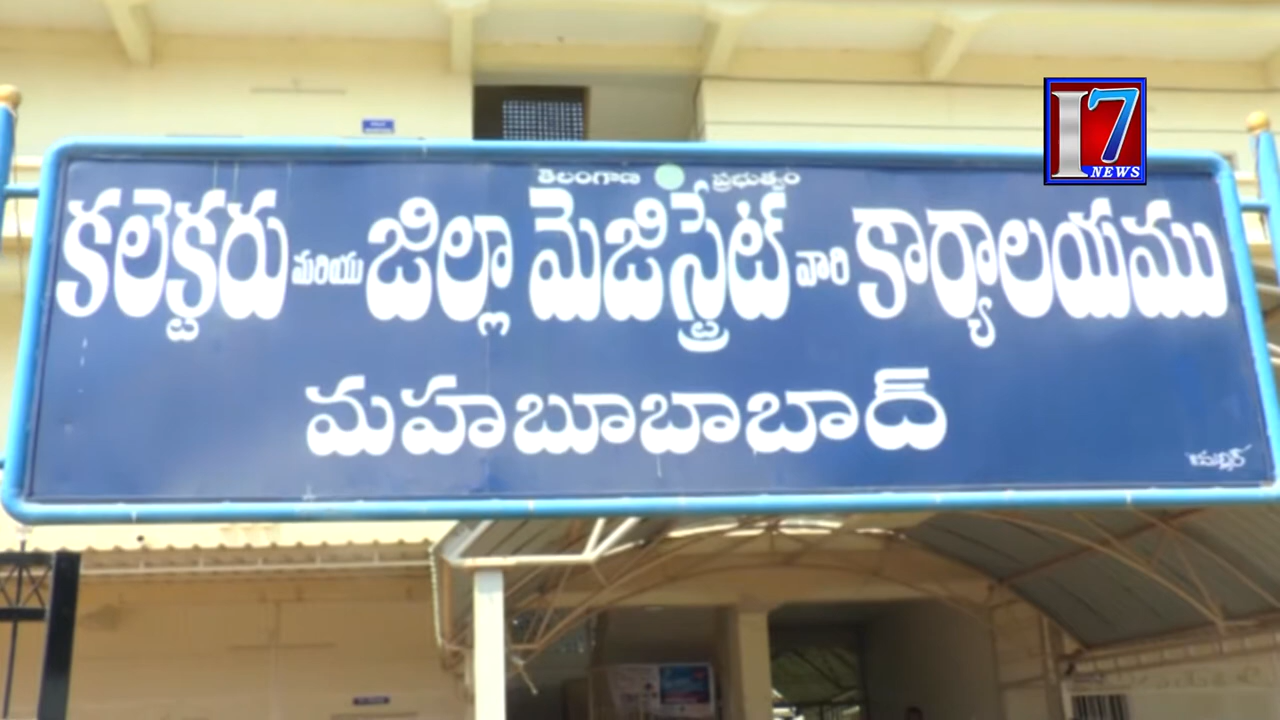 I7
NEWS
తెలంగాణ ప్రభుత్వం
కలెక్టరు మరియు జిల్లా మెజిస్ట్రేట్ వారి కార్యాలయము
మహబూబాబాద్